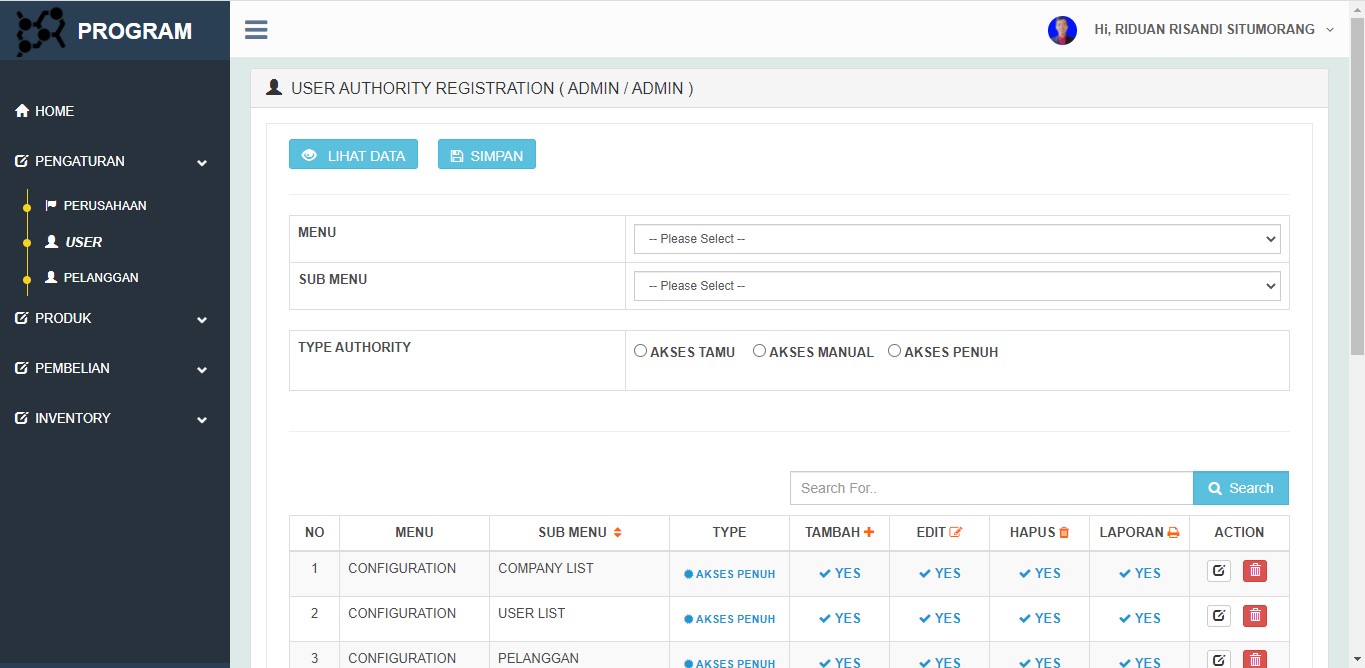 PROGRAM
Hi, RIDUAN RISANDI SITUMORANG
HOME
PENGATURAN
PERUSAHAAN
USER
PELANGGAN
PRODUK
PEMBELIAN
INVENTORY
USER AUTHORITY REGISTRATION ( ADMIN / ADMIN )
LIHAT DATA SIMPAN
MENU -- Please Select --
SUB MENU -- Please Select --
TYPE AUTHORITY AKSES TAMU AKSES MANUAL AKSES PENUH
Search For.. Search
NO MENU SUB MENU TYPE TAMBAH EDIT HAPUS LAPORAN ACTION
1 CONFIGURATION COMPANY LIST AKSES PENUH YES YES YES YES
2 CONFIGURATION USER LIST AKSES PENUH YES YES YES YES
3 CONFIGURATION PELANGGAN AKSES PENUH YES YES YES YES